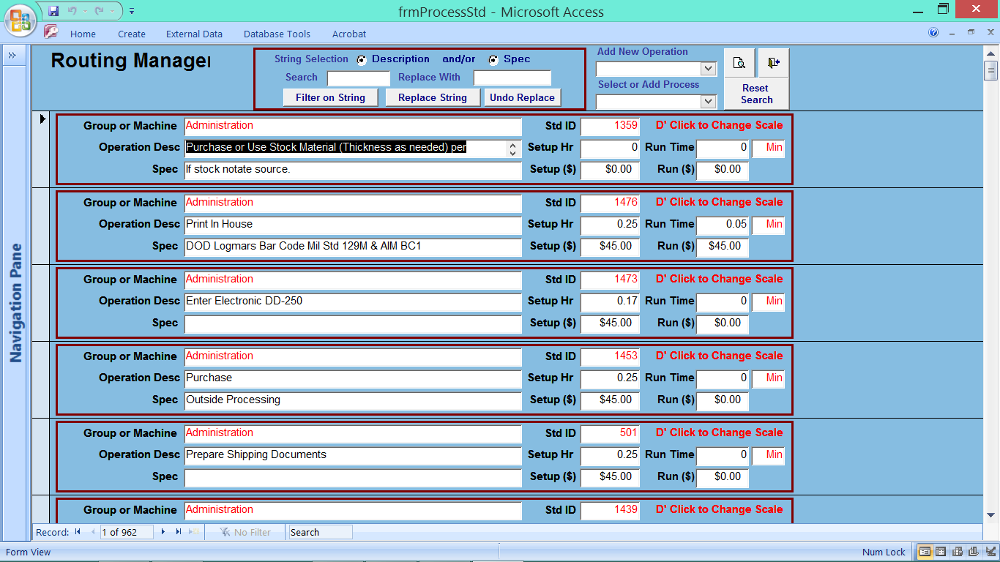 frmProcessStd - Microsoft Access
Home Create External Data Database Tools Acrobat
Routing Manager
String Selection Description and/or Spec
Search Replace With
Filter on String Replace String Undo Replace
Add New Operation
Select or Add Process
Reset Search
Navigation Pane
Group or Machine Administration Std ID 1359 D' Click to Change Scale
Operation Desc Purchase or Use Stock Material (Thickness as needed) per Setup Hr 0 Run Time 0 Min
Spec If stock notate source. Setup ($) $0.00 Run ($) $0.00
Group or Machine Administration Std ID 1476 D' Click to Change Scale
Operation Desc Print In House Setup Hr 0.25 Run Time 0.05 Min
Spec DOD Logmars Bar Code Mil Std 129M & AIM BC1 Setup ($) $45.00 Run ($) $45.00
Group or Machine Administration Std ID 1473 D' Click to Change Scale
Operation Desc Enter Electronic DD-250 Setup Hr 0.17 Run Time 0 Min
Spec Setup ($) $45.00 Run ($) $0.00
Group or Machine Administration Std ID 1453 D' Click to Change Scale
Operation Desc Purchase Setup Hr 0.25 Run Time 0 Min
Spec Outside Processing Setup ($) $45.00 Run ($) $0.00
Group or Machine Administration Std ID 501 D' Click to Change Scale
Operation Desc Prepare Shipping Documents Setup Hr 0.25 Run Time 0 Min
Spec Setup ($) $45.00 Run ($) $0.00
Group or Machine Administration Std ID 1439 D' Click to Change Scale
Record: 1 of 962 No Filter Search
Form View Num Lock